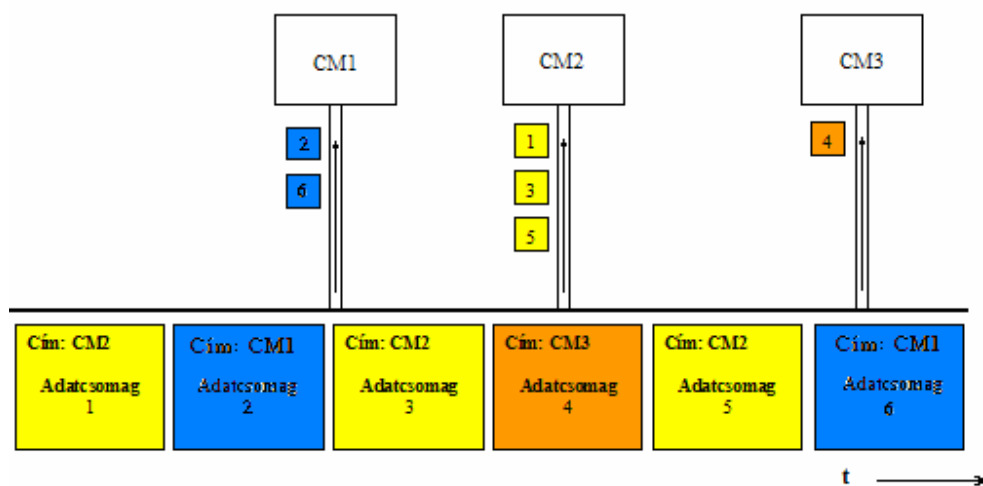 CM1
CM2
CM3
2
6
1
3
5
4
Cím: CM2
Adatcsomag
1
Cím: CM1
Adatcsomag
2
Cím: CM2
Adatcsomag
3
Cím: CM3
Adatcsomag
4
Cím: CM2
Adatcsomag
5
Cím: CM1
Adatcsomag
6
t